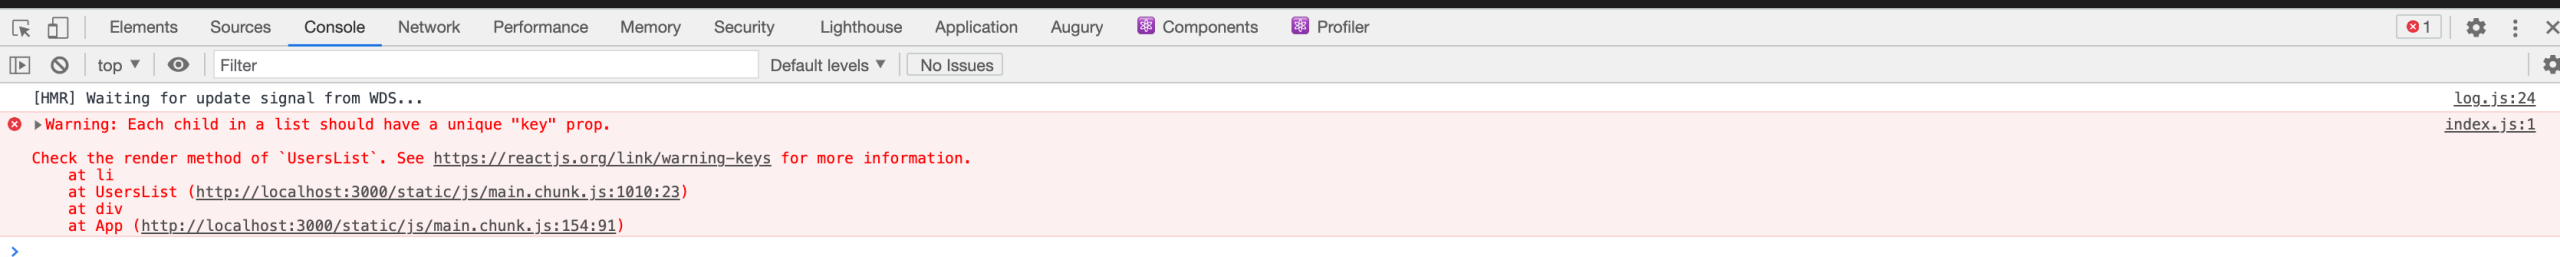 Elements Sources Console Network Performance Memory Security Lighthouse Application Augury Components Profiler 1
top Filter Default levels No Issues
[HMR] Waiting for update signal from WDS... log.js:24
Warning: Each child in a list should have a unique "key" prop. index.js:1
Check the render method of `UsersList`. See https://reactjs.org/link/warning-keys for more information.
at li
at UsersList (http://localhost:3000/static/js/main.chunk.js:1010:23)
at div
at App (http://localhost:3000/static/js/main.chunk.js:154:91)